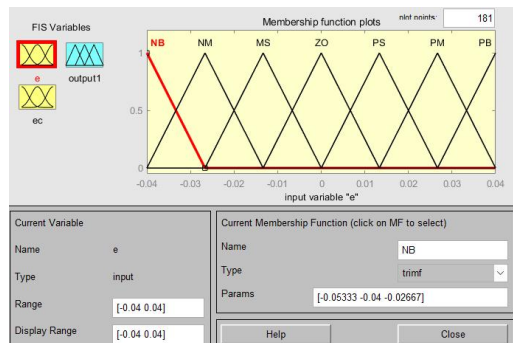 FIS Variables
Membership function plots
plot points:
181
NB
NM
MS
ZO
PS
PM
PB
e
output1
ec
1
0.5
0
-0.04
-0.03
-0.02
-0.01
0
0.01
0.02
0.03
0.04
input variable "e"
Current Variable
Name
e
Type
input
Range
[-0.04 0.04]
Display Range
[-0.04 0.04]
Current Membership Function (click on MF to select)
Name
NB
Type
trimf
Params
[-0.05333 -0.04 -0.02667]
Help
Close